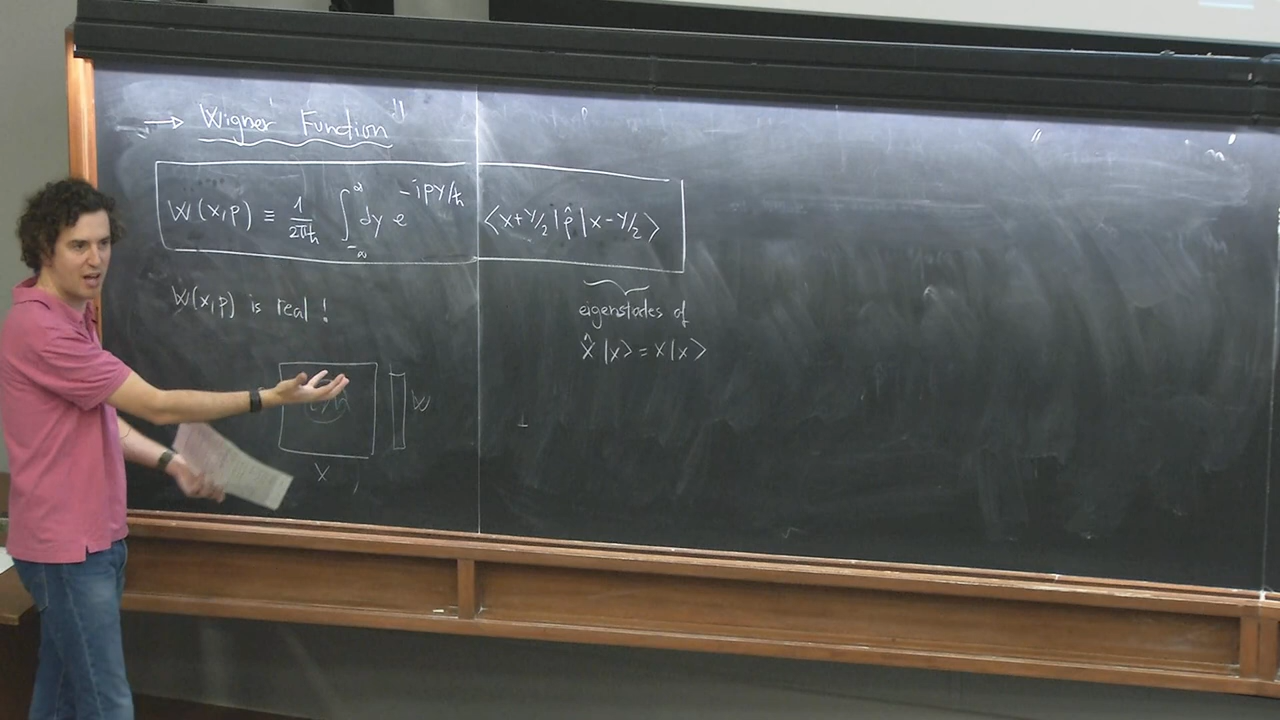 → Wigner Function
W(x,p) ≡ 1/2πħ ∫_{-∞}^{∞} dy e^{-ipy/ħ} ⟨x+y/2|ρ̂|x-y/2⟩
W(x,p) is real !
eigenstates of
x̂ |x⟩ = x|x⟩
W
x